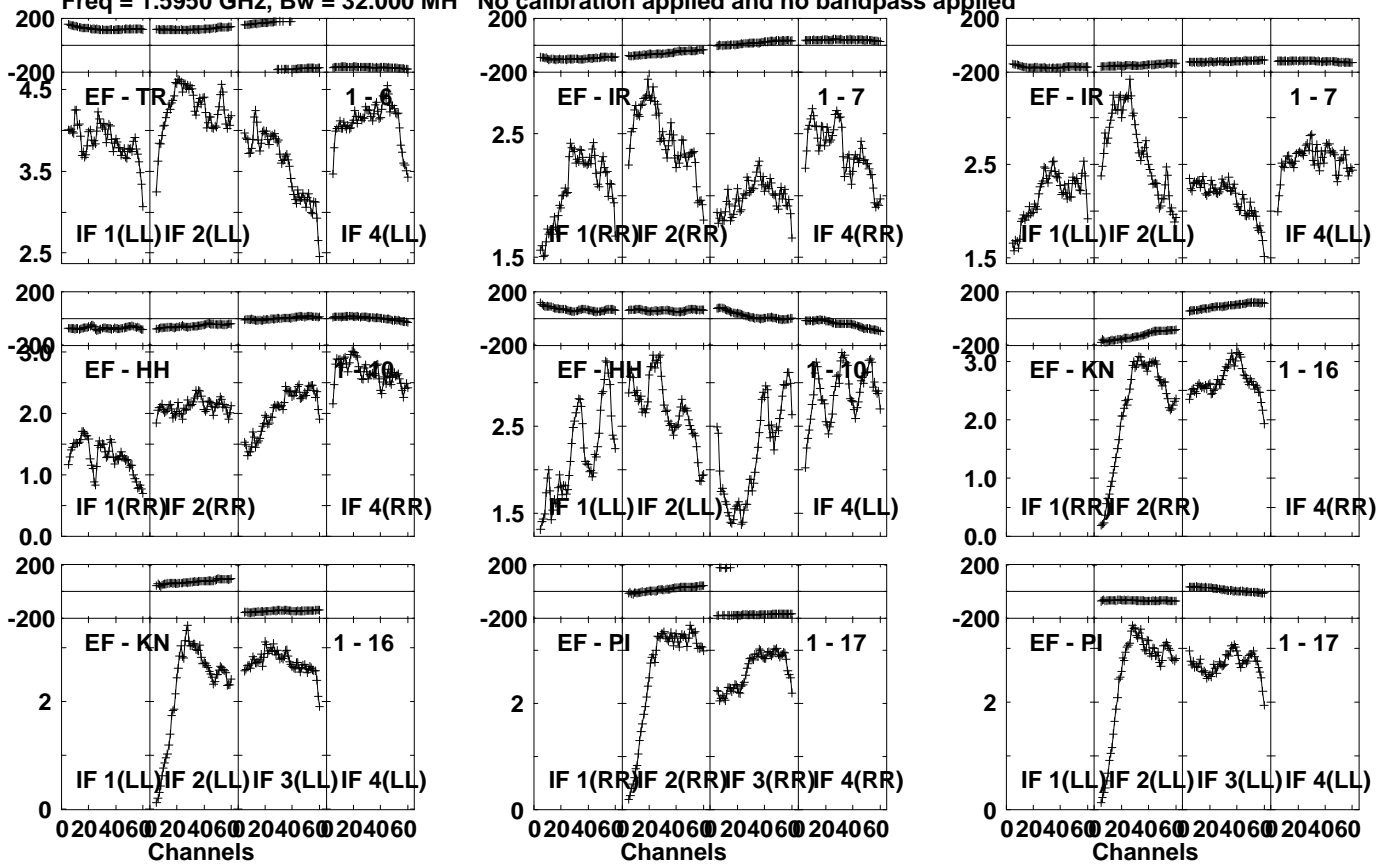 Freq = 1.5950 GHz, Bw = 32.000 MH No calibration applied and no bandpass applied
200 200 200
-200 -200 -200
4.5 EF - TR 1 - 6 EF - IR 1 - 7 EF - IR 1 - 7
2.5 2.5
3.5
IF 1(LL) IF 2(LL) IF 4(LL) IF 1(RR) IF 2(RR) IF 4(RR) IF 1(LL) IF 2(LL) IF 4(LL)
2.5 1.5 1.5
200 200 200
-200 -200 -200
3.0 EF - HH 1 - 10 EF - HH 1 - 10 3.0 EF - KN 1 - 16
2.0 2.5 2.0
1.0 1.0
IF 1(RR) IF 2(RR) IF 4(RR) 1.5 IF 1(LL) IF 2(LL) IF 4(LL) IF 1(RR) IF 2(RR) IF 4(RR)
0.0 0.0
200 200 200
-200 -200 -200
EF - KN 1 - 16 EF - PI 1 - 17 EF - PI 1 - 17
2 2 2
IF 1(LL) IF 2(LL) IF 3(LL) IF 4(LL) IF 1(RR) IF 2(RR) IF 3(RR) IF 4(RR) IF 1(LL) IF 2(LL) IF 3(LL) IF 4(LL)
0 0 0
0 20 40 60 0 20 40 60 0 20 40 60 0 20 40 60 0 20 40 60 0 20 40 60 0 20 40 60 0 20 40 60 0 20 40 60 0 20 40 60 0 20 40 60 0 20 40 60
Channels Channels Channels